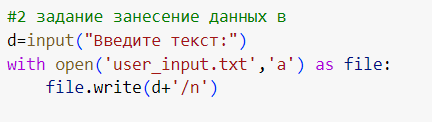 #2 задание занесение данных в
d=input("Введите текст:")
with open('user_input.txt','a') as file:
    file.write(d+'/n')